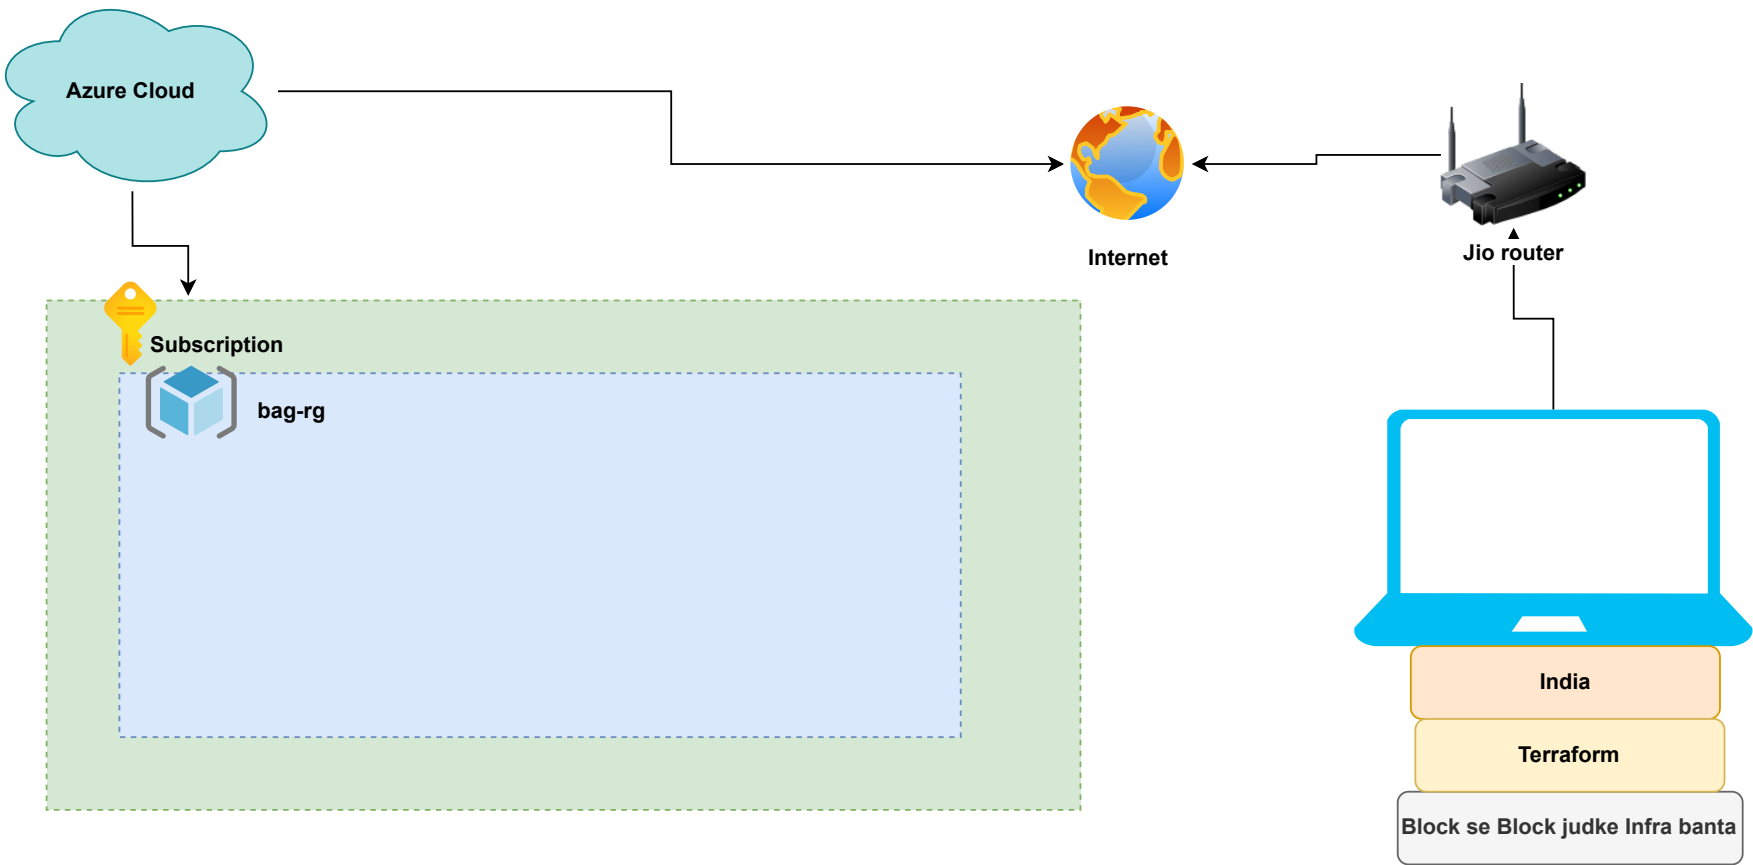 Azure Cloud
Internet
Jio router
Subscription
bag-rg
India
Terraform
Block se Block judke Infra banta